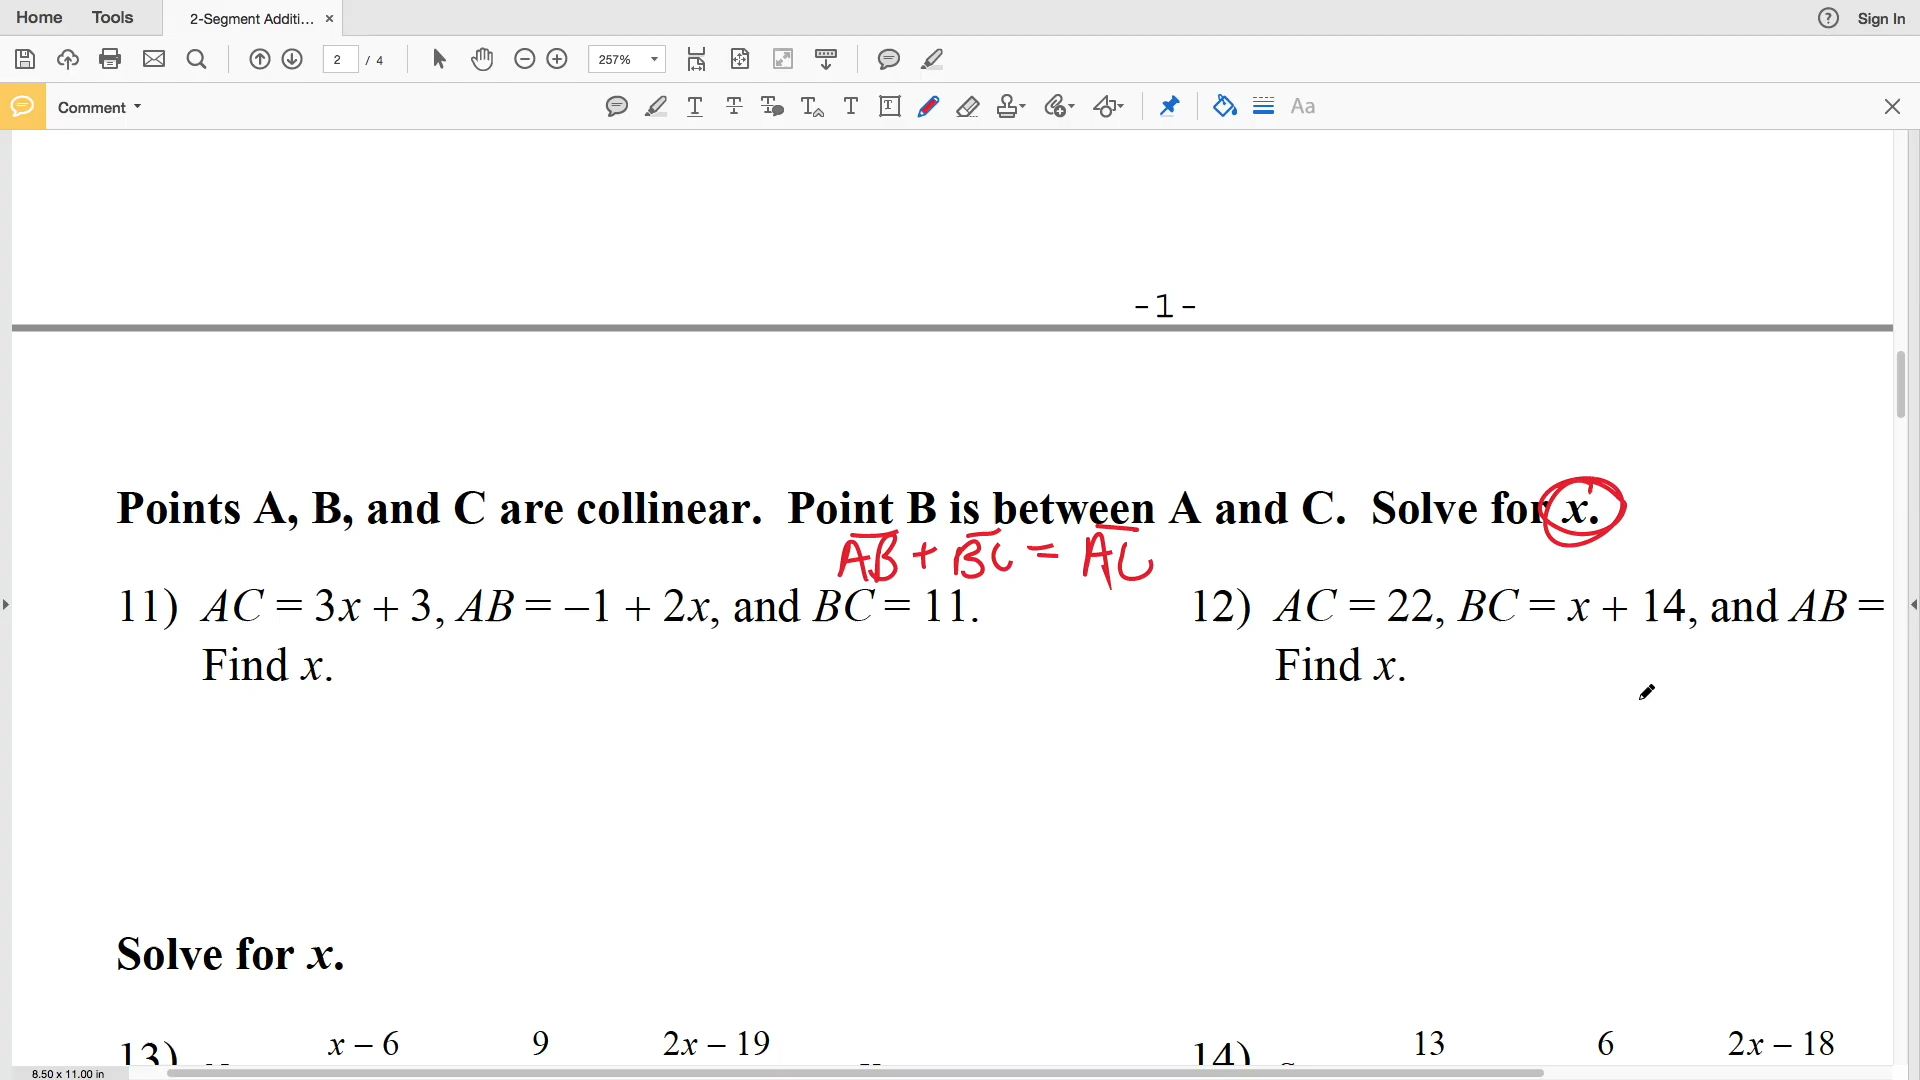 Home Tools 2-Segment Additi... × ? Sign In
2 / 4 257%
Comment T T T T T T Aa
-1-
Points A, B, and C are collinear. Point B is between A and C. Solve for x.
AB + BC = AC
11) AC = 3x + 3, AB = –1 + 2x, and BC = 11.
Find x.
12) AC = 22, BC = x + 14, and AB =
Find x.
Solve for x.
13) x – 6 9 2x – 19
14) 13 6 2x – 18
8.50 x 11.00 in